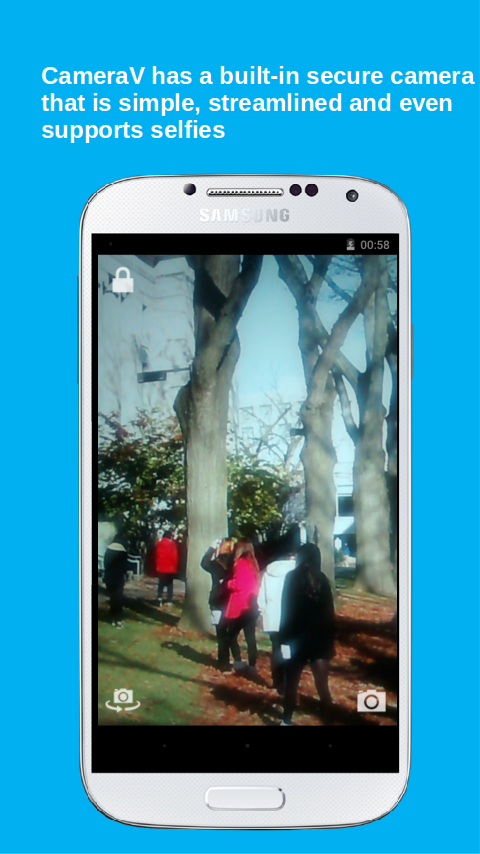 CameraV has a built-in secure camera
that is simple, streamlined and even
supports selfies
SAMSUNG
00:58